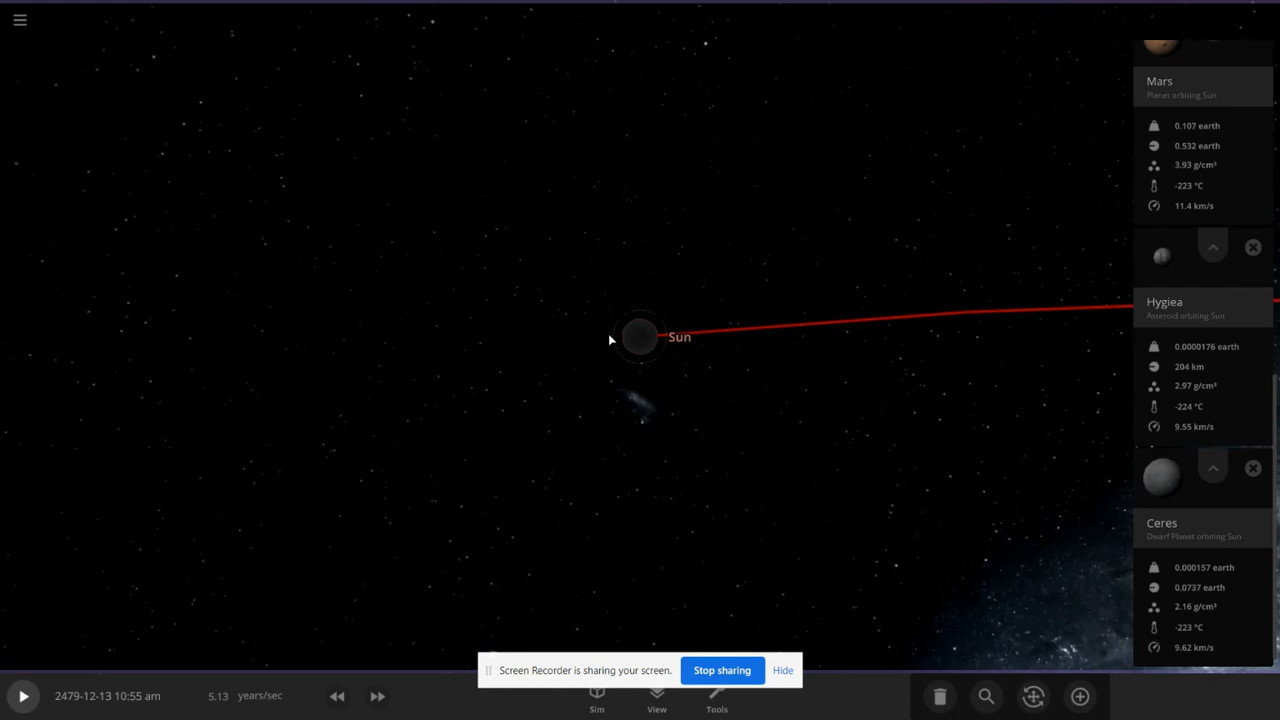 Mars
Planet orbiting Sun
0.107 earth
0.532 earth
3.93 g/cm³
-223 °C
11.4 km/s
Hygiea
Asteroid orbiting Sun
0.0000176 earth
204 km
2.97 g/cm³
-224 °C
9.55 km/s
Sun
Ceres
Dwarf Planet orbiting Sun
0.000157 earth
0.0737 earth
2.16 g/cm³
-223 °C
9.62 km/s
Screen Recorder is sharing your screen. Stop sharing Hide
2479-12-13 10:55 am 5.13 years/sec
Sim View Tools